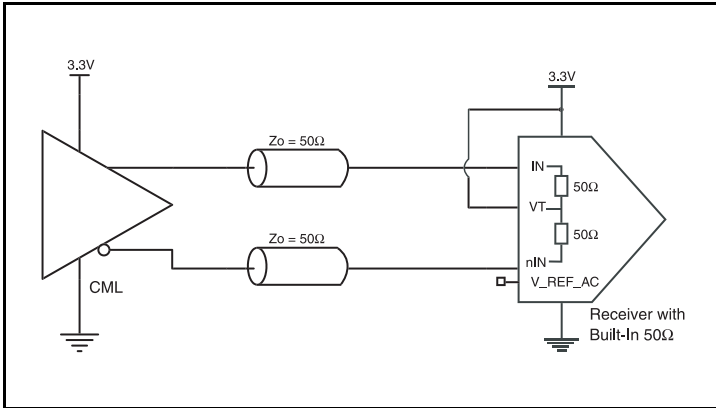 3.3V
3.3V
Zo = 50Ω
IN
50Ω
VT
50Ω
Zo = 50Ω
nIN
V_REF_AC
CML
Receiver with
Built-In 50Ω